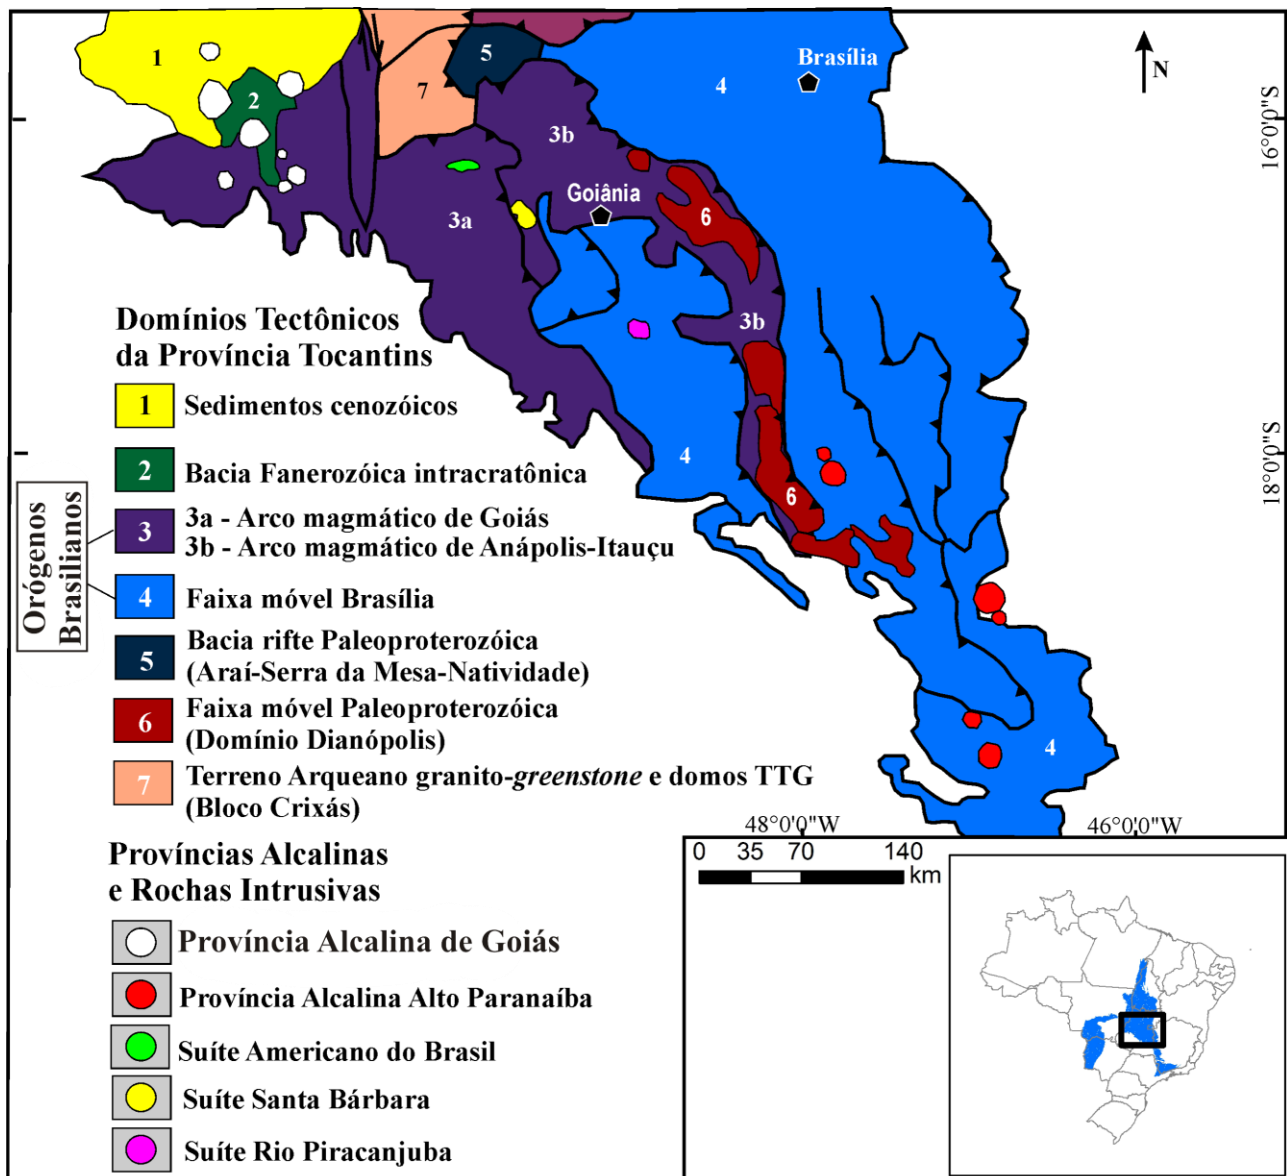 1
5
Brasília
4
N
7
2
16°0'0"S
3b
Goiânia
3a
6
3b
Domínios Tectônicos
da Província Tocantins
1 Sedimentos cenozóicos
4
18°0'0"S
2 Bacia Fanerozóica intracratônica
6
Orógenos
Brasilianos
3 3a - Arco magmático de Goiás
3b - Arco magmático de Anápolis-Itauçu
4 Faixa móvel Brasília
5 Bacia rifte Paleoproterozóica
(Araí-Serra da Mesa-Natividade)
6 Faixa móvel Paleoproterozóica
(Domínio Dianópolis)
4
7 Terreno Arqueano granito-greenstone e domos TTG
(Bloco Crixás)
48°0'0"W
46°0'0"W
0 35 70 140
km
Províncias Alcalinas
e Rochas Intrusivas
Província Alcalina de Goiás
Província Alcalina Alto Paranaíba
Suíte Americano do Brasil
Suíte Santa Bárbara
Suíte Rio Piracanjuba